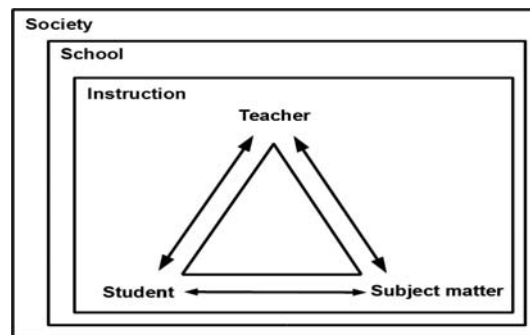 Society
School
Instruction
Teacher
Student
Subject matter